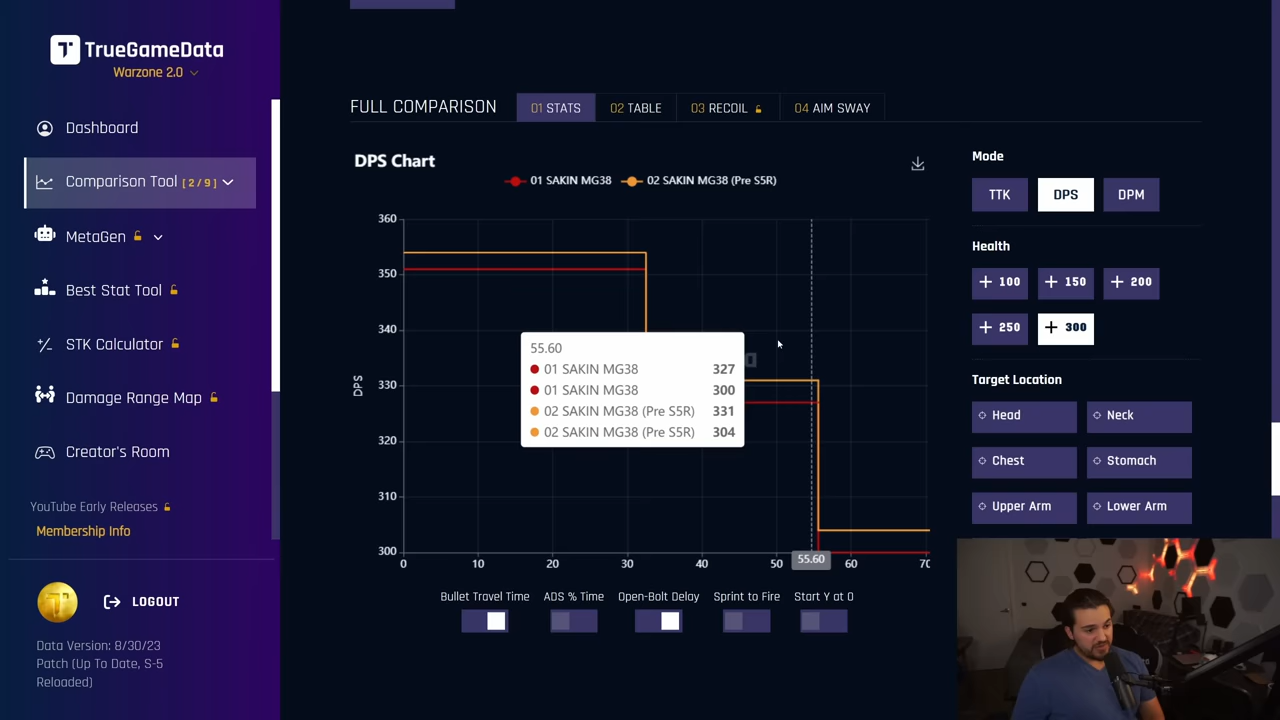 TrueGameData
Warzone 2.0
Dashboard
Comparison Tool [2/9]
MetaGen
Best Stat Tool
STK Calculator
Damage Range Map
Creator's Room
YouTube Early Releases
Membership Info
LOGOUT
Data Version: 8/30/23
Patch (Up To Date, S-5
Reloaded)
FULL COMPARISON
01 STATS
02 TABLE
03 RECOIL
04 AIM SWAY
DPS Chart
01 SAKIN MG38
02 SAKIN MG38 (Pre S5R)
360
350
340
330
320
310
300
DPS
0
10
20
30
40
50
60
70
55.60
55.60
01 SAKIN MG38 327
01 SAKIN MG38 300
02 SAKIN MG38 (Pre S5R) 331
02 SAKIN MG38 (Pre S5R) 304
Bullet Travel Time
ADS % Time
Open-Bolt Delay
Sprint to Fire
Start Y at 0
Mode
TTK
DPS
DPM
Health
+ 100
+ 150
+ 200
+ 250
+ 300
Target Location
Head
Neck
Chest
Stomach
Upper Arm
Lower Arm